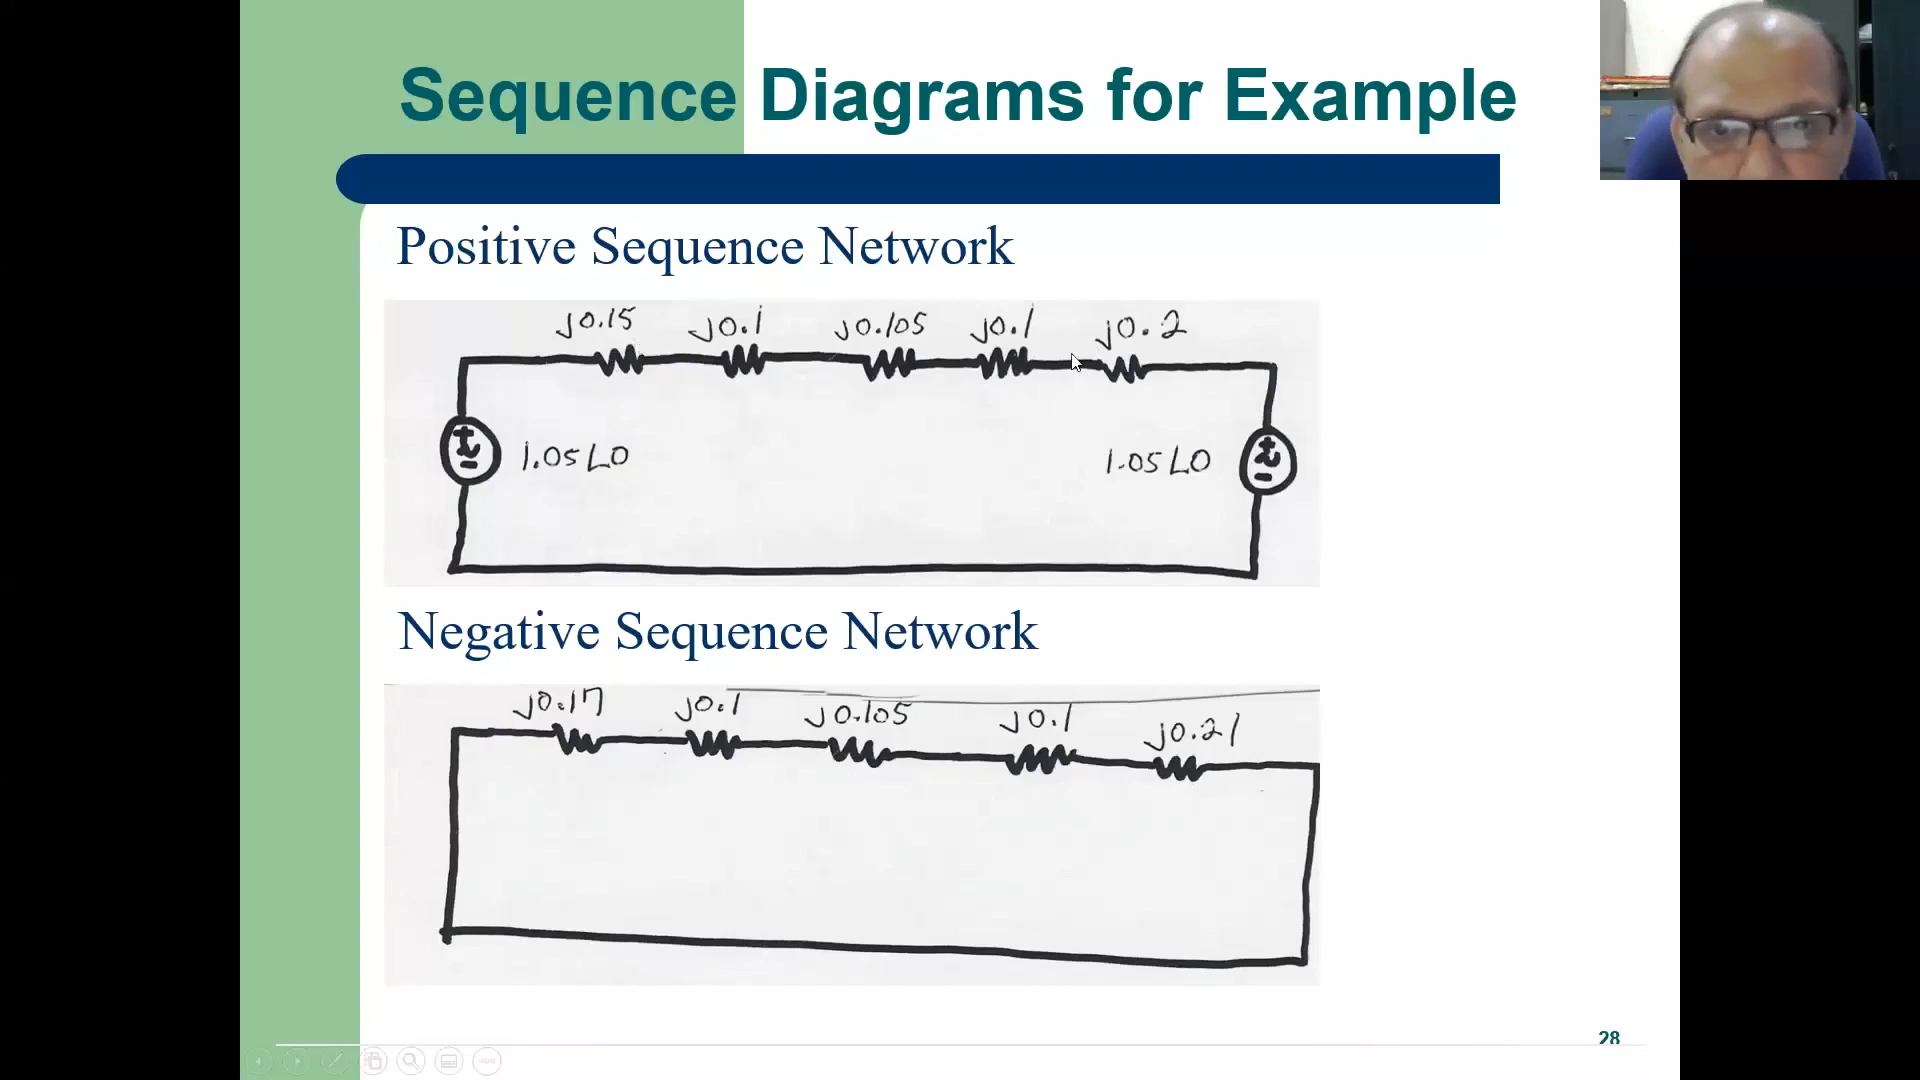 Sequence Diagrams for Example
Positive Sequence Network
j0.15 j0.1 j0.105 j0.1 j0.2
1.05∠0 1.05∠0
Negative Sequence Network
j0.17 j0.1 j0.105 j0.1 j0.21
28